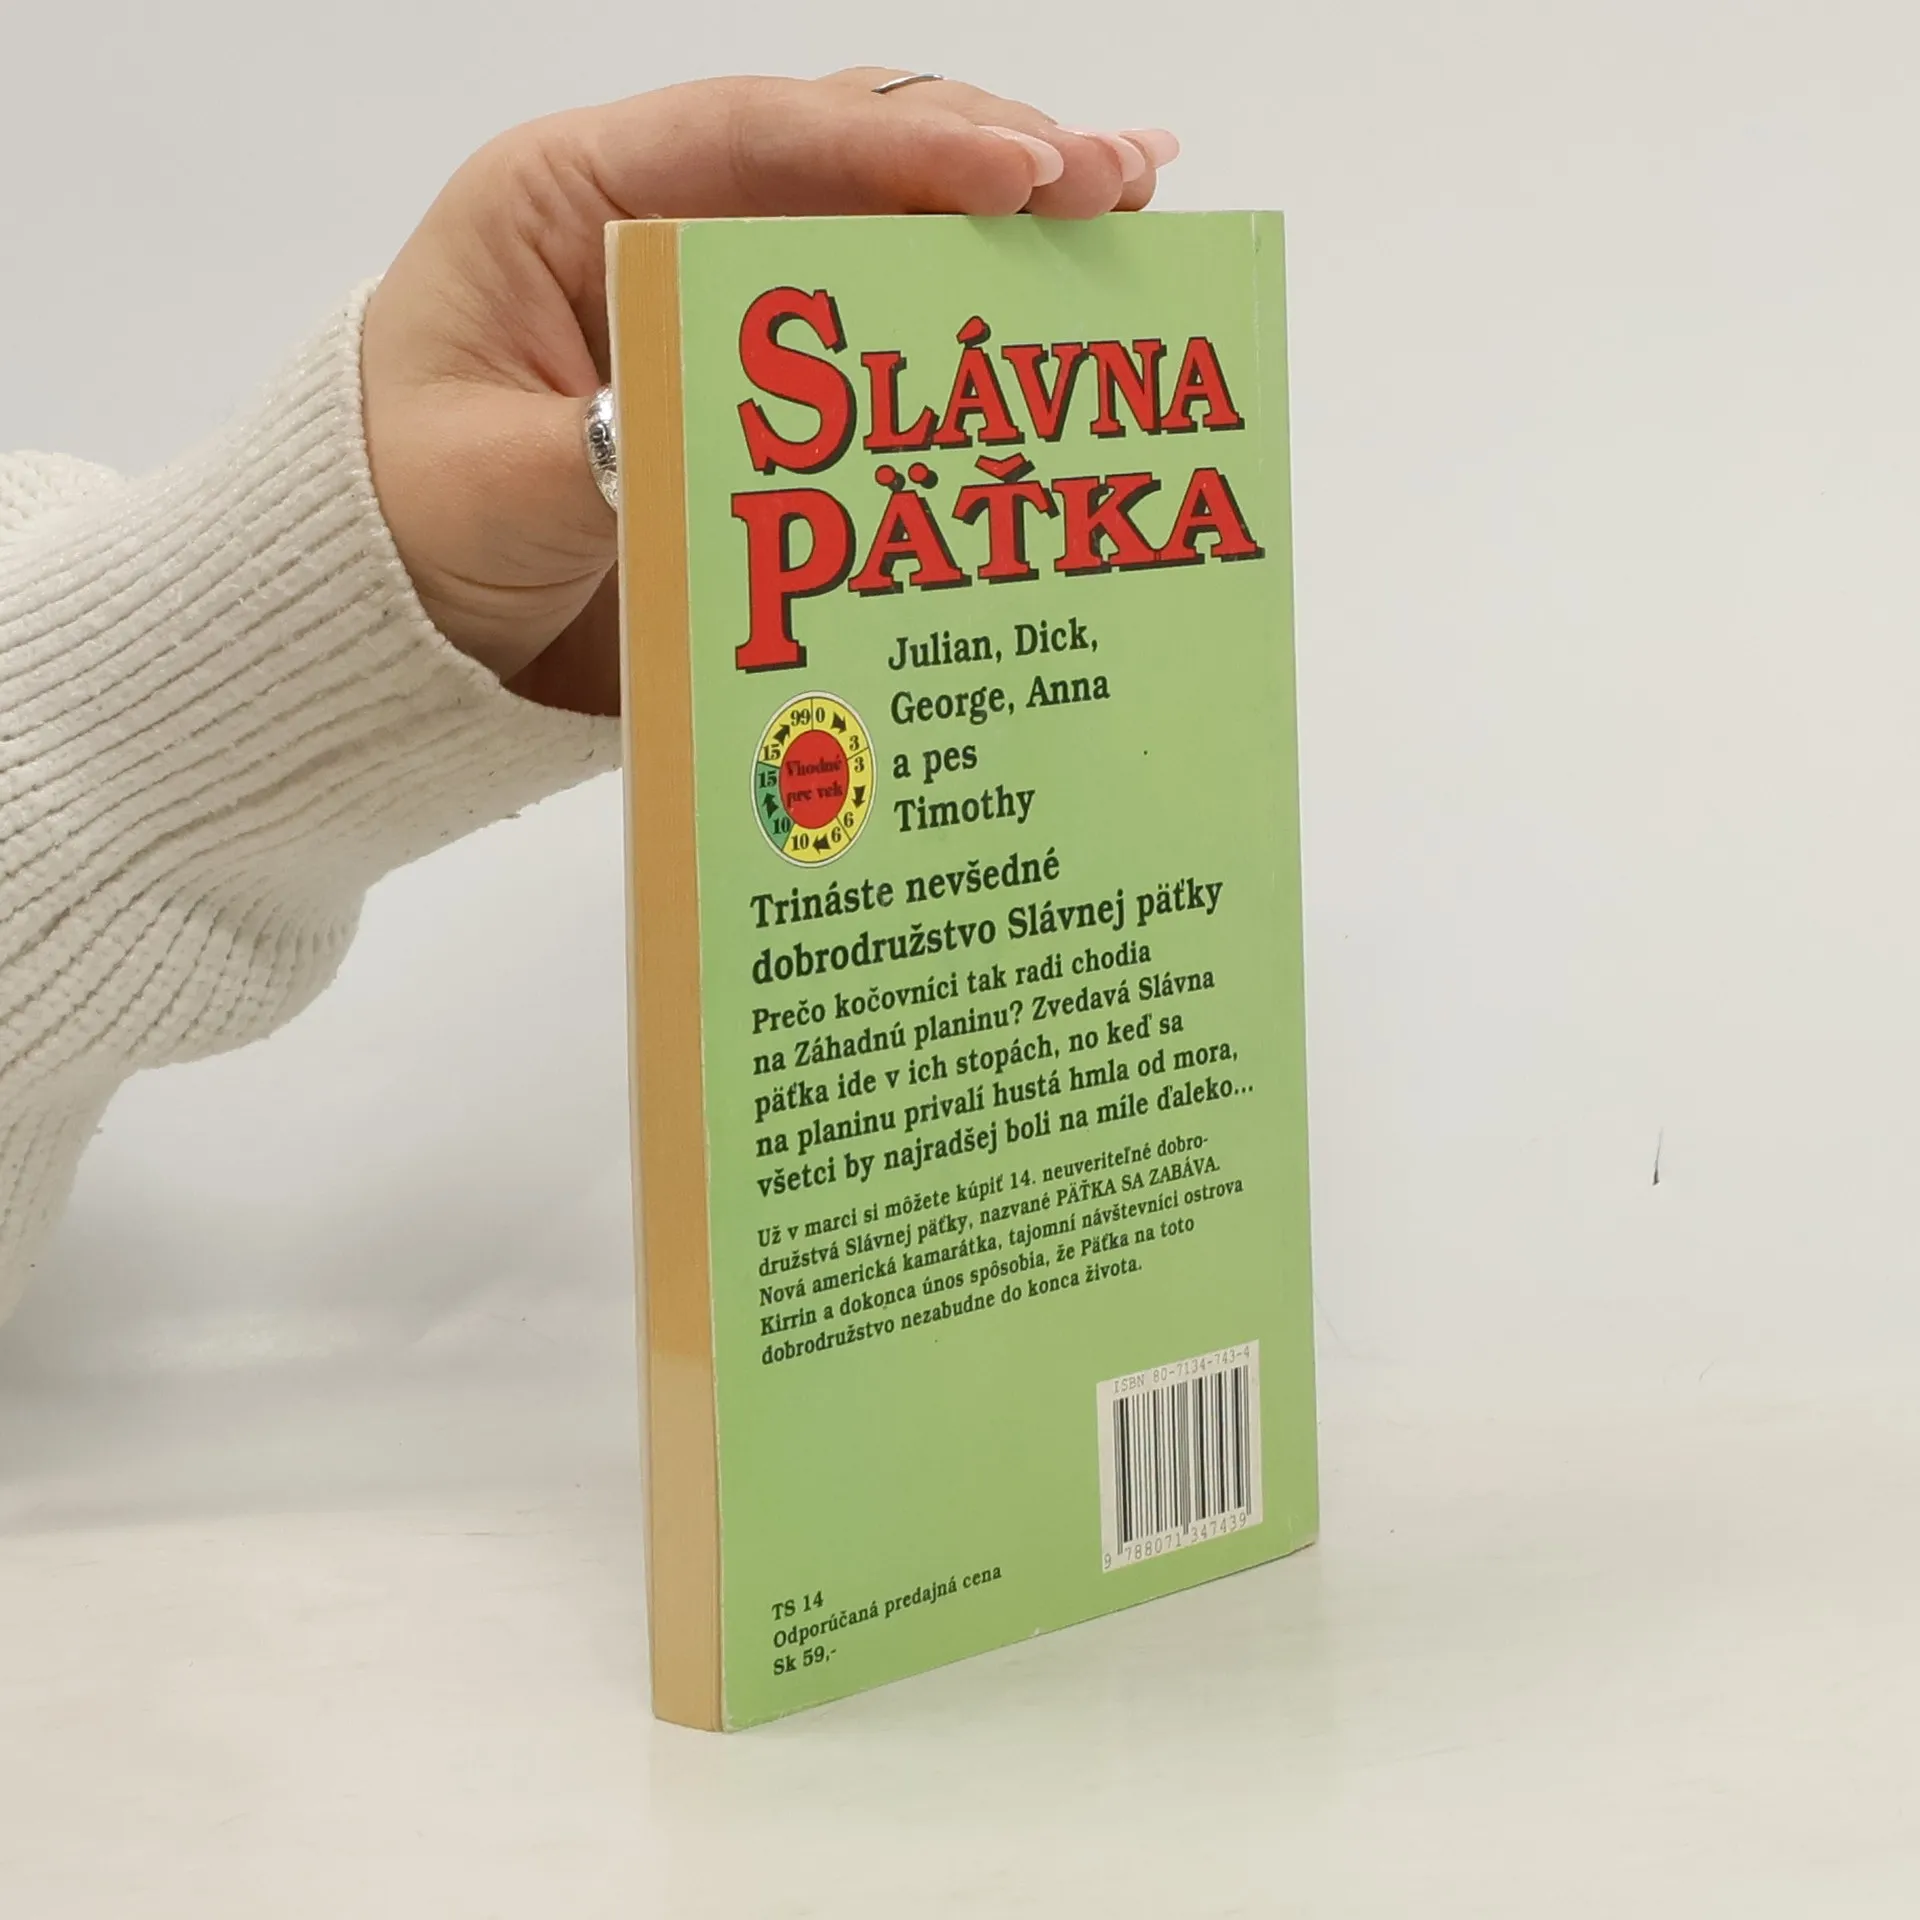 SLÁVNA
PÄŤKA
Julian, Dick,
George, Anna
a pes
Timothy
99 0
15 3
15 3
10 6
10 6
Vhodné
pre vek
Trináste nevšedné
dobrodružstvo Slávnej päťky
Prečo kočovníci tak radi chodia
na Záhadnú planinu? Zvedavá Slávna
päťka ide v ich stopách, no keď sa
na planinu privalí hustá hmla od mora,
všetci by najradšej boli na míle ďaleko...
Už v marci si môžete kúpiť 14. neuveriteľné dobro-
družstvá Slávnej päťky, nazvané PÄŤKA SA ZABÁVA.
Nová americká kamarátka, tajomní návštevníci ostrova
Kirrin a dokonca únos spôsobia, že Päťka na toto
dobrodružstvo nezabudne do konca života.
ISBN 80-7134-743-4
9 788071 347439
TS 14
Odporúčaná predajná cena
Sk 59,-